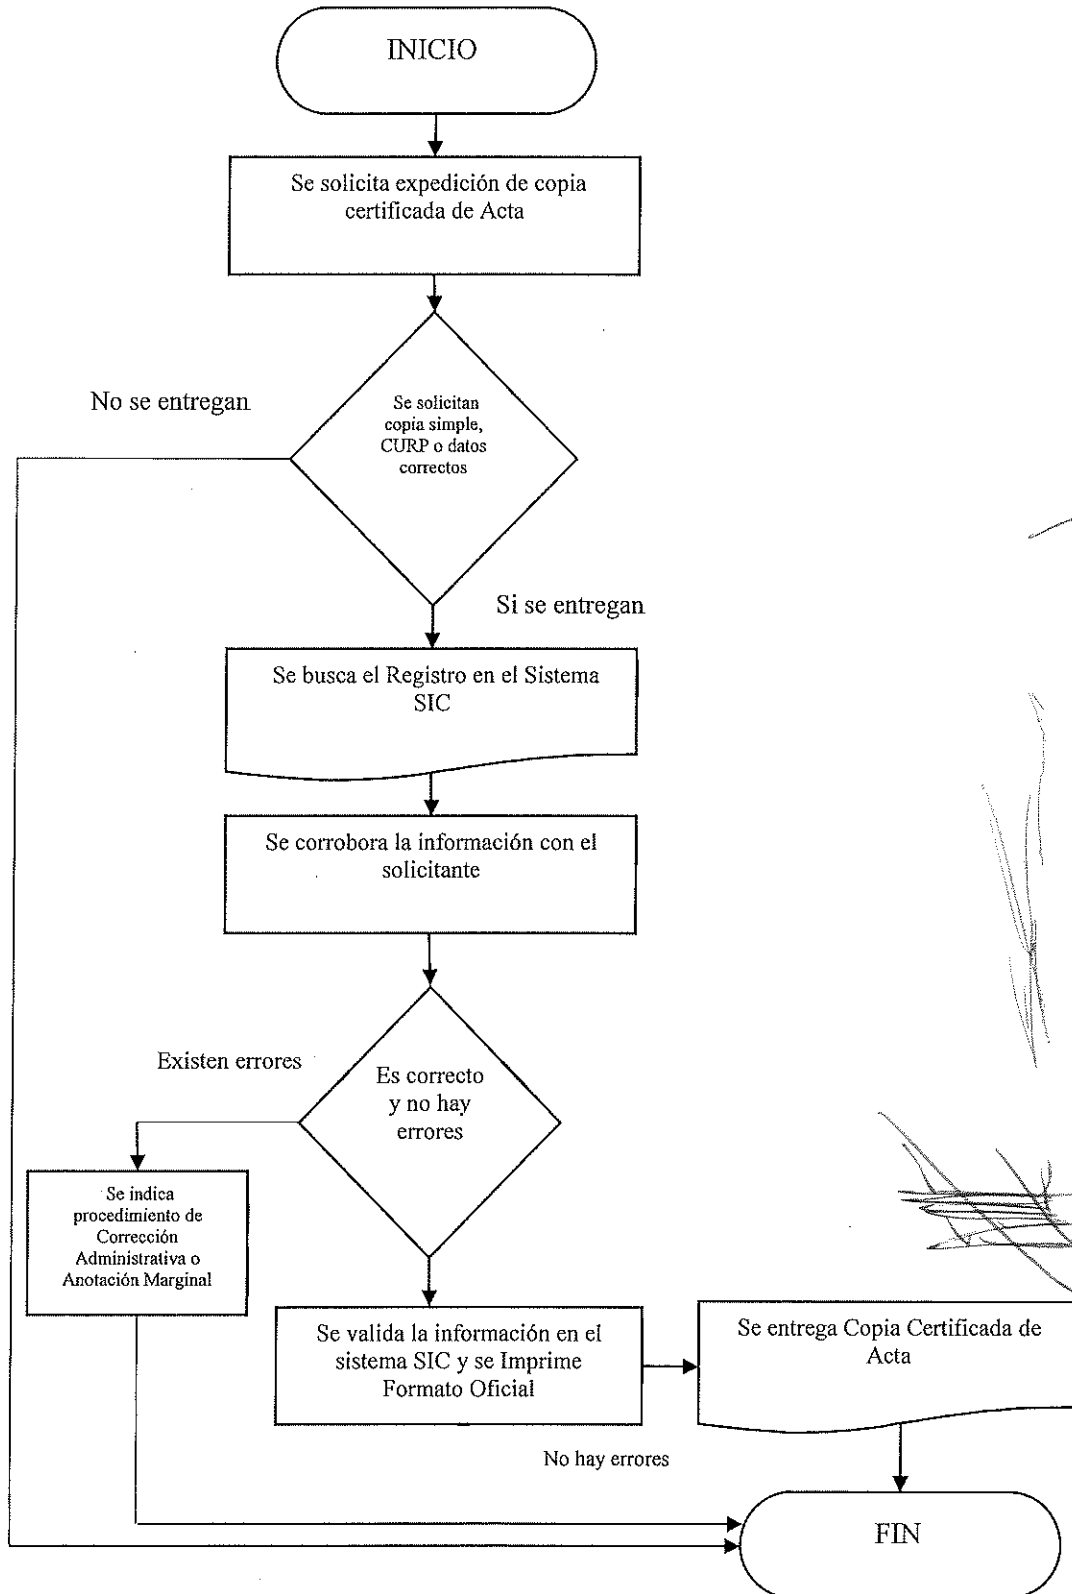 INICIO
Se solicita expedición de copia
certificada de Acta
No se entregan
Se solicitan
copia simple,
CURP o datos
correctos
Si se entregan
Se busca el Registro en el Sistema
SIC
Se corrobora la información con el
solicitante
Existen errores
Es correcto
y no hay
errores
Se indica
procedimiento de
Corrección
Administrativa o
Anotación Marginal
Se valida la información en el
sistema SIC y se Imprime
Formato Oficial
Se entrega Copia Certificada de
Acta
No hay errores
FIN